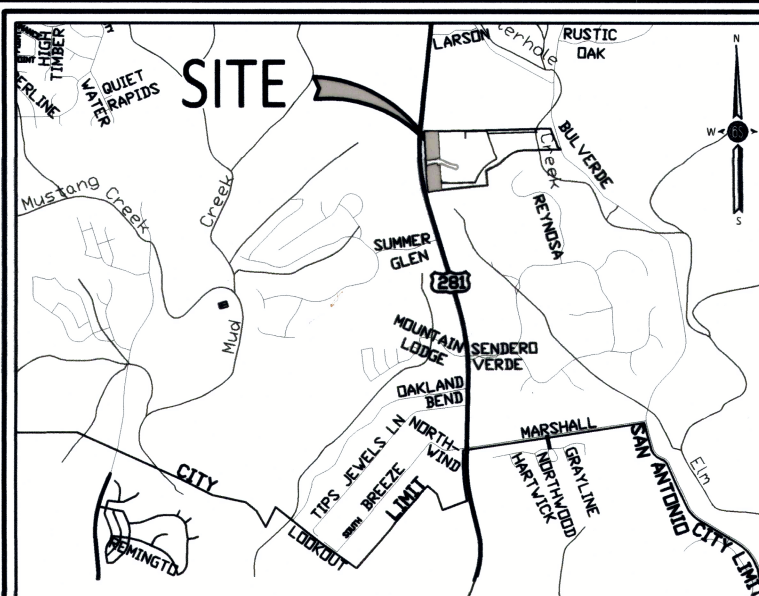 HIGH
TIMBER
QUIET
RAPIDS
WATER
SITE
LARSON
RUSTIC
OAK
N
W
S
BULVERDE
Creek
Mustang Creek
Creek
REYNOSA
SUMMER
GLEN
281
Mud
MOUNTAIN
LODGE
SENDERO
VERDE
OAKLAND
BEND
TIPS JEWELS LN
NORTH-
WIND
SOUTH BREEZE
MARSHALL
HARTWICK
NORTHWOOD
GRAYLINE
CITY
LIMIT
LOOKOUT
SAN ANTONIO
CITY LIMI
Elm
REMINGTO